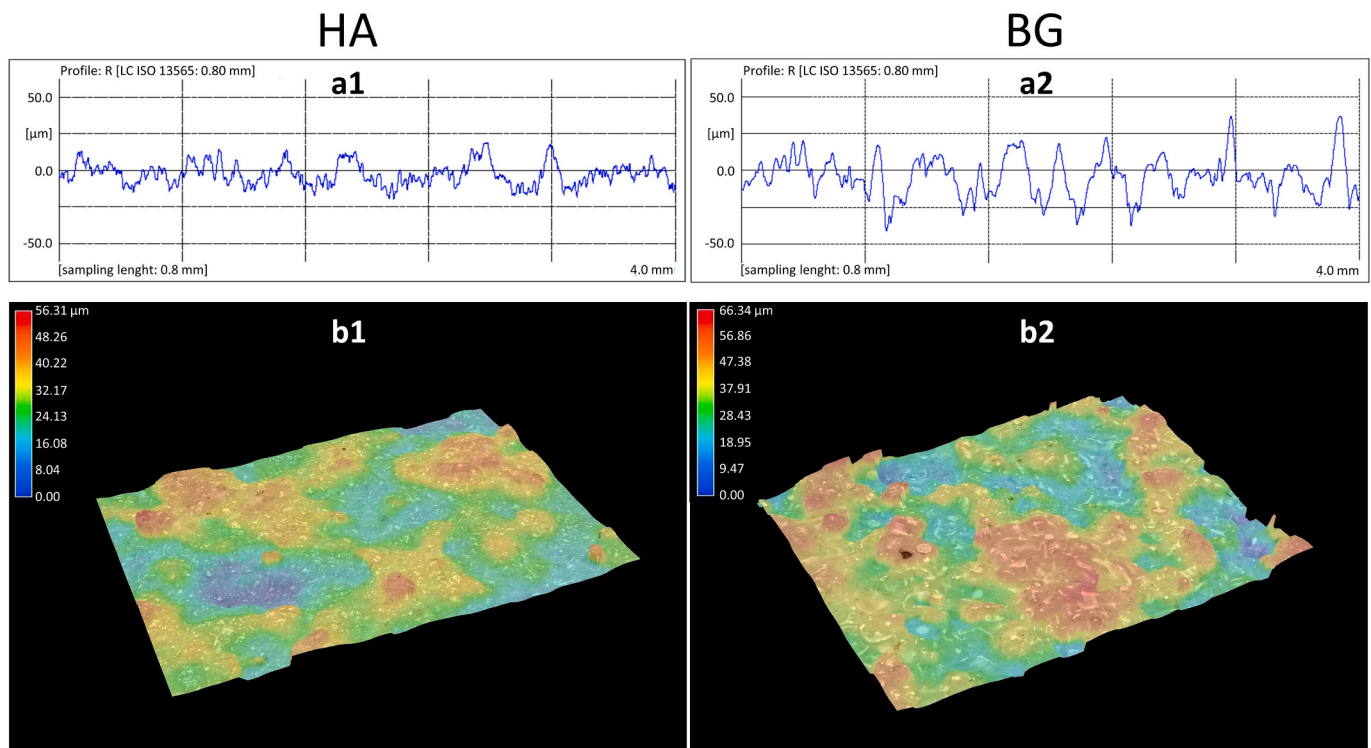 HA
BG
Profile: R [LC ISO 13565: 0.80 mm]
a1
50.0
[µm]
0.0
-50.0
[sampling lenght: 0.8 mm]
4.0 mm
Profile: R [LC ISO 13565: 0.80 mm]
a2
50.0
[µm]
0.0
-50.0
[sampling lenght: 0.8 mm]
4.0 mm
b1
56.31 µm
48.26
40.22
32.17
24.13
16.08
8.04
0.00
b2
66.34 µm
56.86
47.38
37.91
28.43
18.95
9.47
0.00